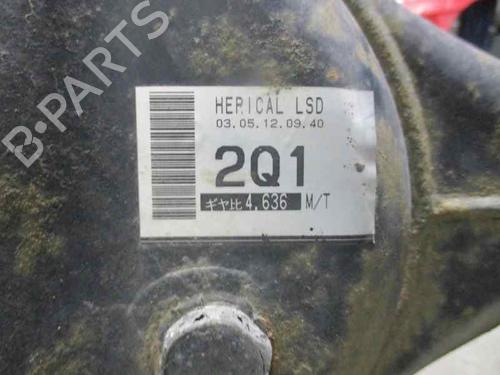 B-PARTS
HERICAL LSD
03.05.12.09.40
2Q1
ギヤ比 4.636 M/T